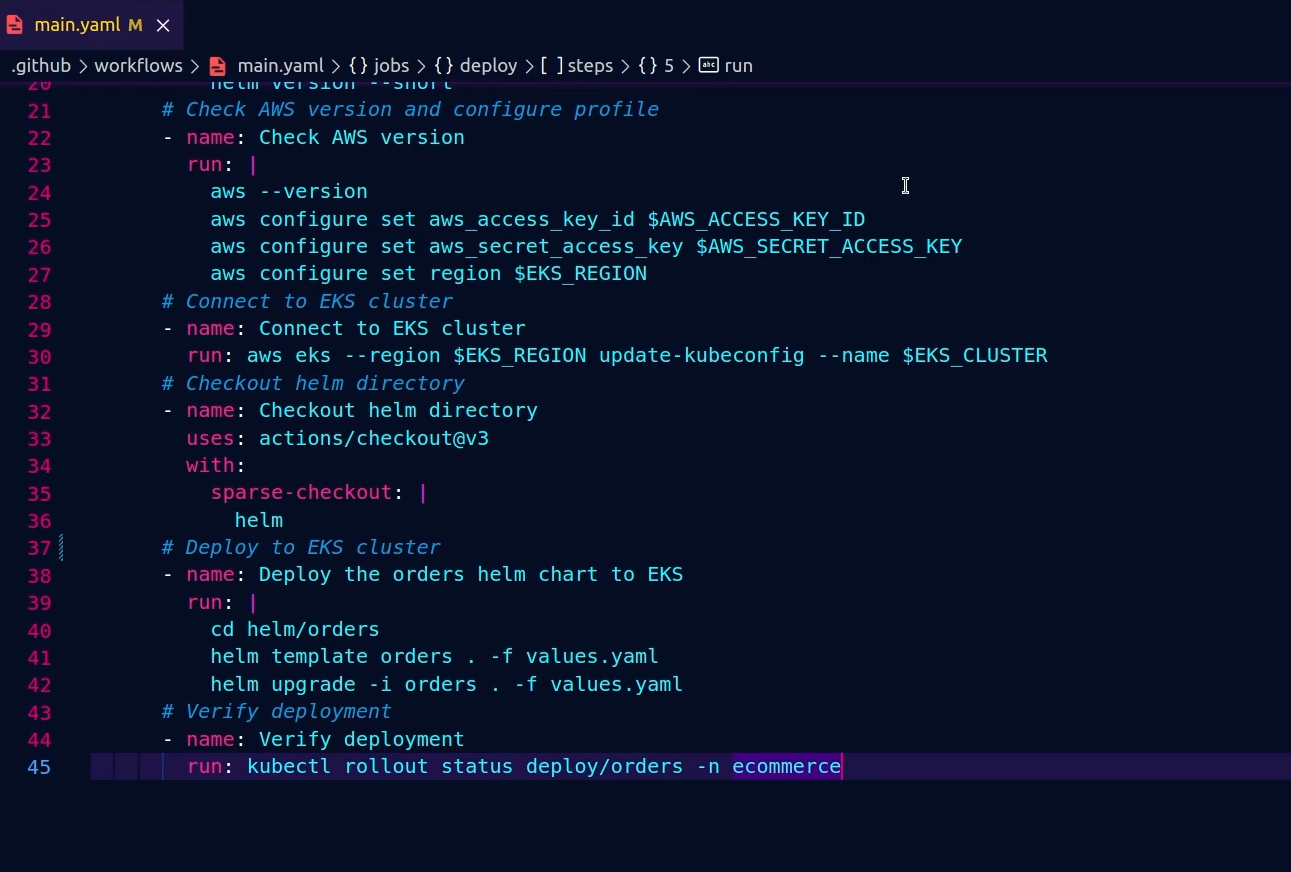 main.yaml M
.github > workflows > main.yaml > {} jobs > {} deploy > [ ] steps > {} 5 > abc run
20 helm version --short
21 # Check AWS version and configure profile
22 - name: Check AWS version
23 run: |
24 aws --version
25 aws configure set aws_access_key_id $AWS_ACCESS_KEY_ID
26 aws configure set aws_secret_access_key $AWS_SECRET_ACCESS_KEY
27 aws configure set region $EKS_REGION
28 # Connect to EKS cluster
29 - name: Connect to EKS cluster
30 run: aws eks --region $EKS_REGION update-kubeconfig --name $EKS_CLUSTER
31 # Checkout helm directory
32 - name: Checkout helm directory
33 uses: actions/checkout@v3
34 with:
35 sparse-checkout: |
36 helm
37 # Deploy to EKS cluster
38 - name: Deploy the orders helm chart to EKS
39 run: |
40 cd helm/orders
41 helm template orders . -f values.yaml
42 helm upgrade -i orders . -f values.yaml
43 # Verify deployment
44 - name: Verify deployment
45 run: kubectl rollout status deploy/orders -n ecommerce